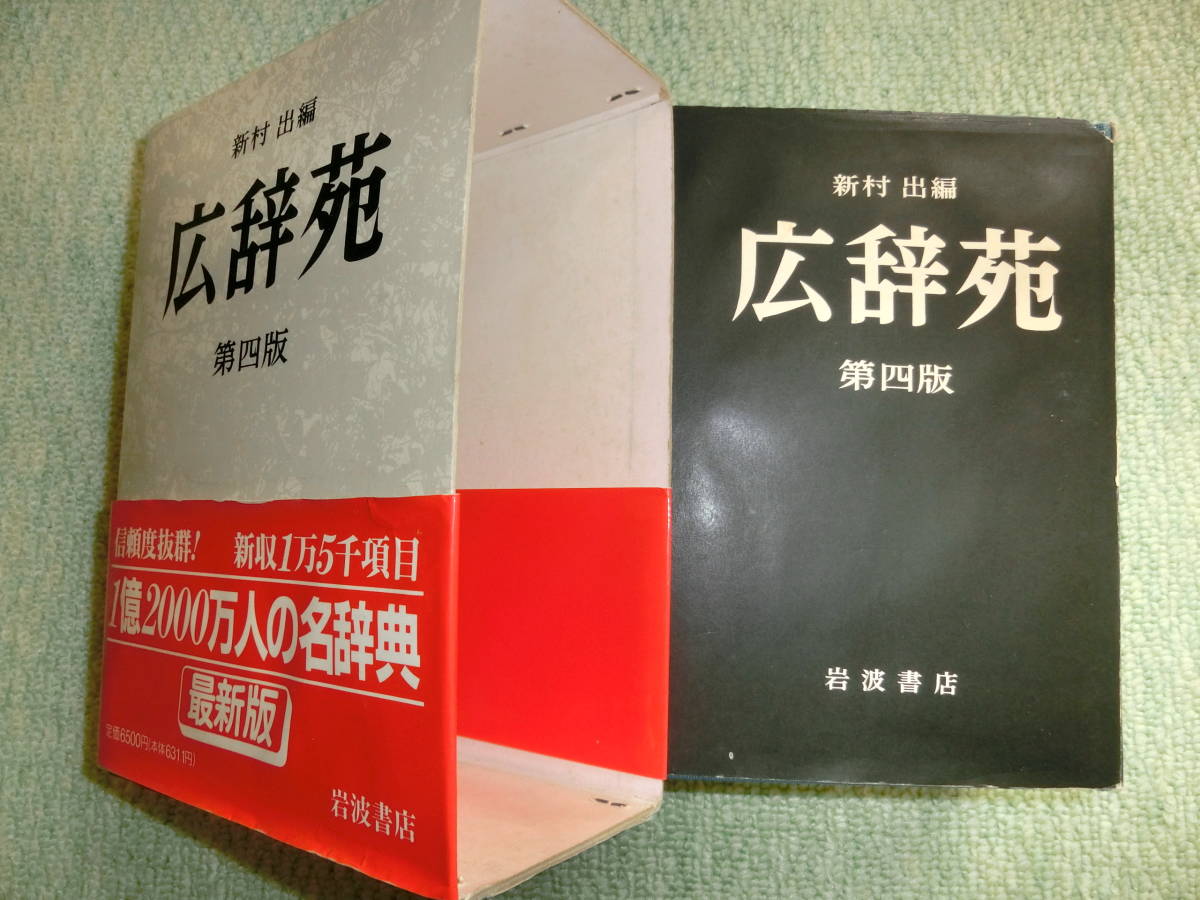 新村 出編
広辞苑
第四版
信頼度抜群! 新収1万5千項目
1億2000万人の名辞典
最新版
定価6500円(本体6311円)
岩波書店
新村 出編
広辞苑
第四版
岩波書店